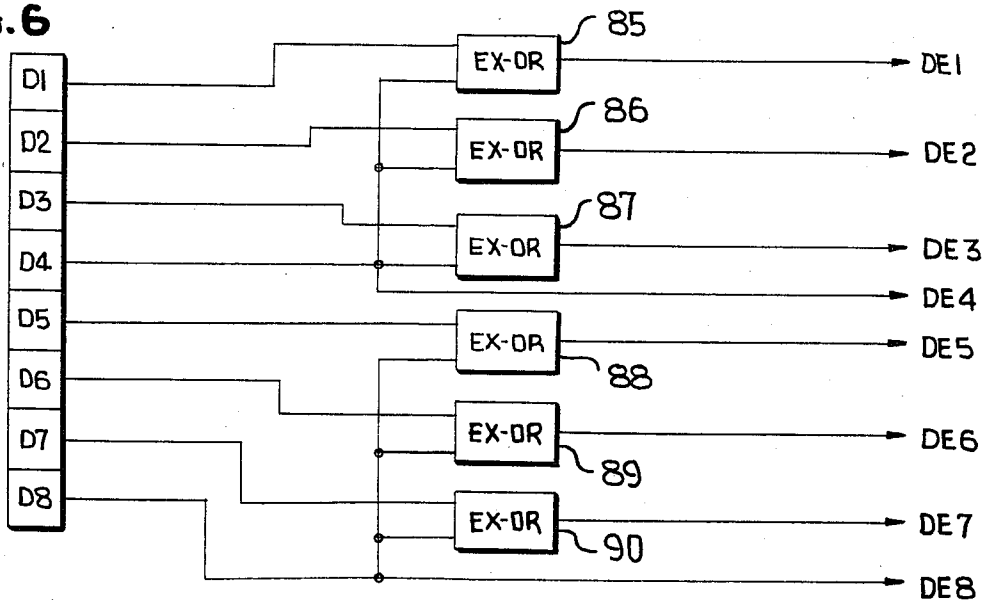 .6
D1
D2
D3
D4
D5
D6
D7
D8
EX-OR
85
DE1
EX-OR
86
DE2
EX-OR
87
DE3
DE4
EX-OR
88
DE5
EX-OR
89
DE6
EX-OR
90
DE7
DE8